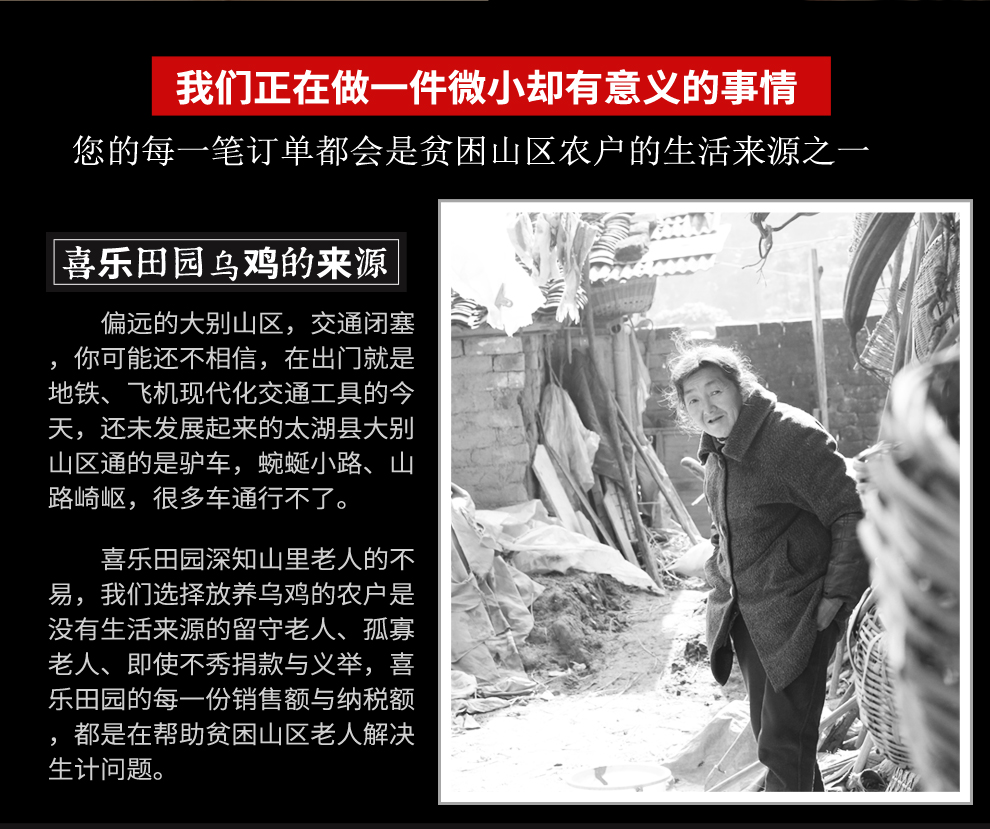 我们正在做一件微小却有意义的事情
您的每一笔订单都会是贫困山区农户的生活来源之一
喜乐田园乌鸡的来源
偏远的大别山区，交通闭塞
，你可能还不相信，在出门就是
地铁、飞机现代化交通工具的今
天，还未发展起来的太湖县大别
山区通的是驴车，蜿蜒小路、山
路崎岖，很多车通行不了。
喜乐田园深知山里老人的不
易，我们选择放养乌鸡的农户是
没有生活来源的留守老人、孤寡
老人、即使不秀捐款与义举，喜
乐田园的每一份销售额与纳税额
，都是在帮助贫困山区老人解决
生计问题。